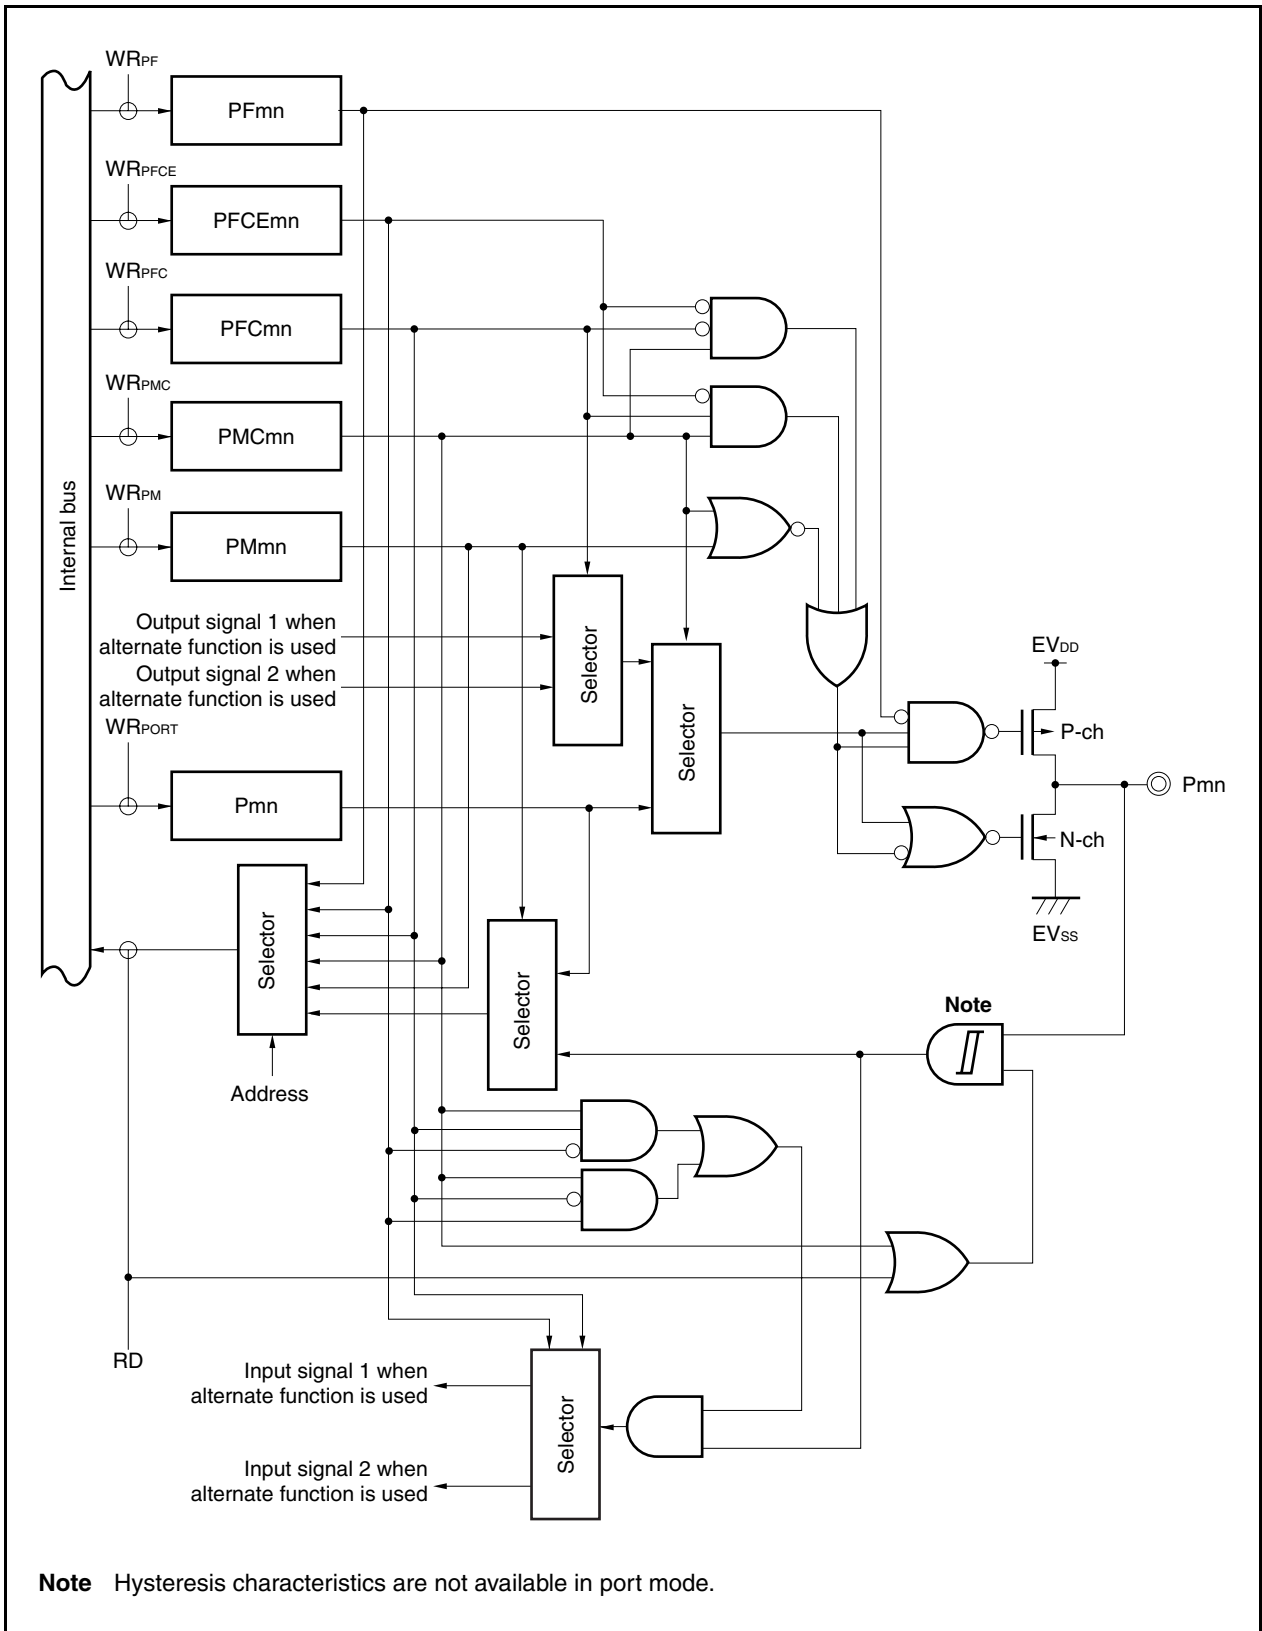 WRPF
PFmn
WRPFCE
PFCEmn
WRPFC
PFCmn
WRPMC
PMCmn
WRPM
PMmn
Internal bus
Output signal 1 when
alternate function is used
Output signal 2 when
alternate function is used
Selector
Selector
WRPORT
Pmn
EVDD
P-ch
Pmn
N-ch
EVSS
Selector
Selector
Note
Address
RD
Input signal 1 when
alternate function is used
Selector
Input signal 2 when
alternate function is used
Note Hysteresis characteristics are not available in port mode.